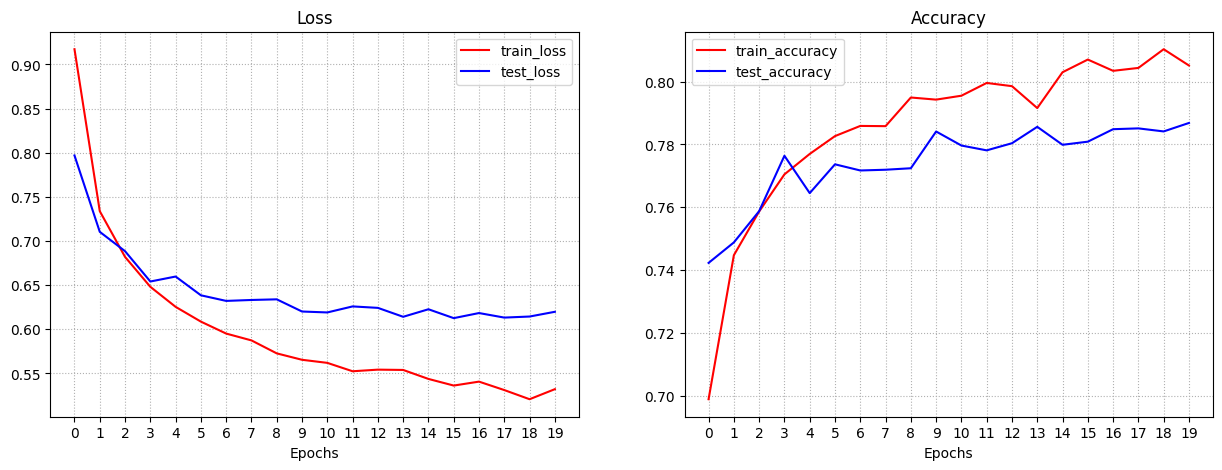 Loss
train_loss
test_loss
0.90
0.85
0.80
0.75
0.70
0.65
0.60
0.55
0 1 2 3 4 5 6 7 8 9 10 11 12 13 14 15 16 17 18 19
Epochs
Accuracy
train_accuracy
test_accuracy
0.80
0.78
0.76
0.74
0.72
0.70
0 1 2 3 4 5 6 7 8 9 10 11 12 13 14 15 16 17 18 19
Epochs